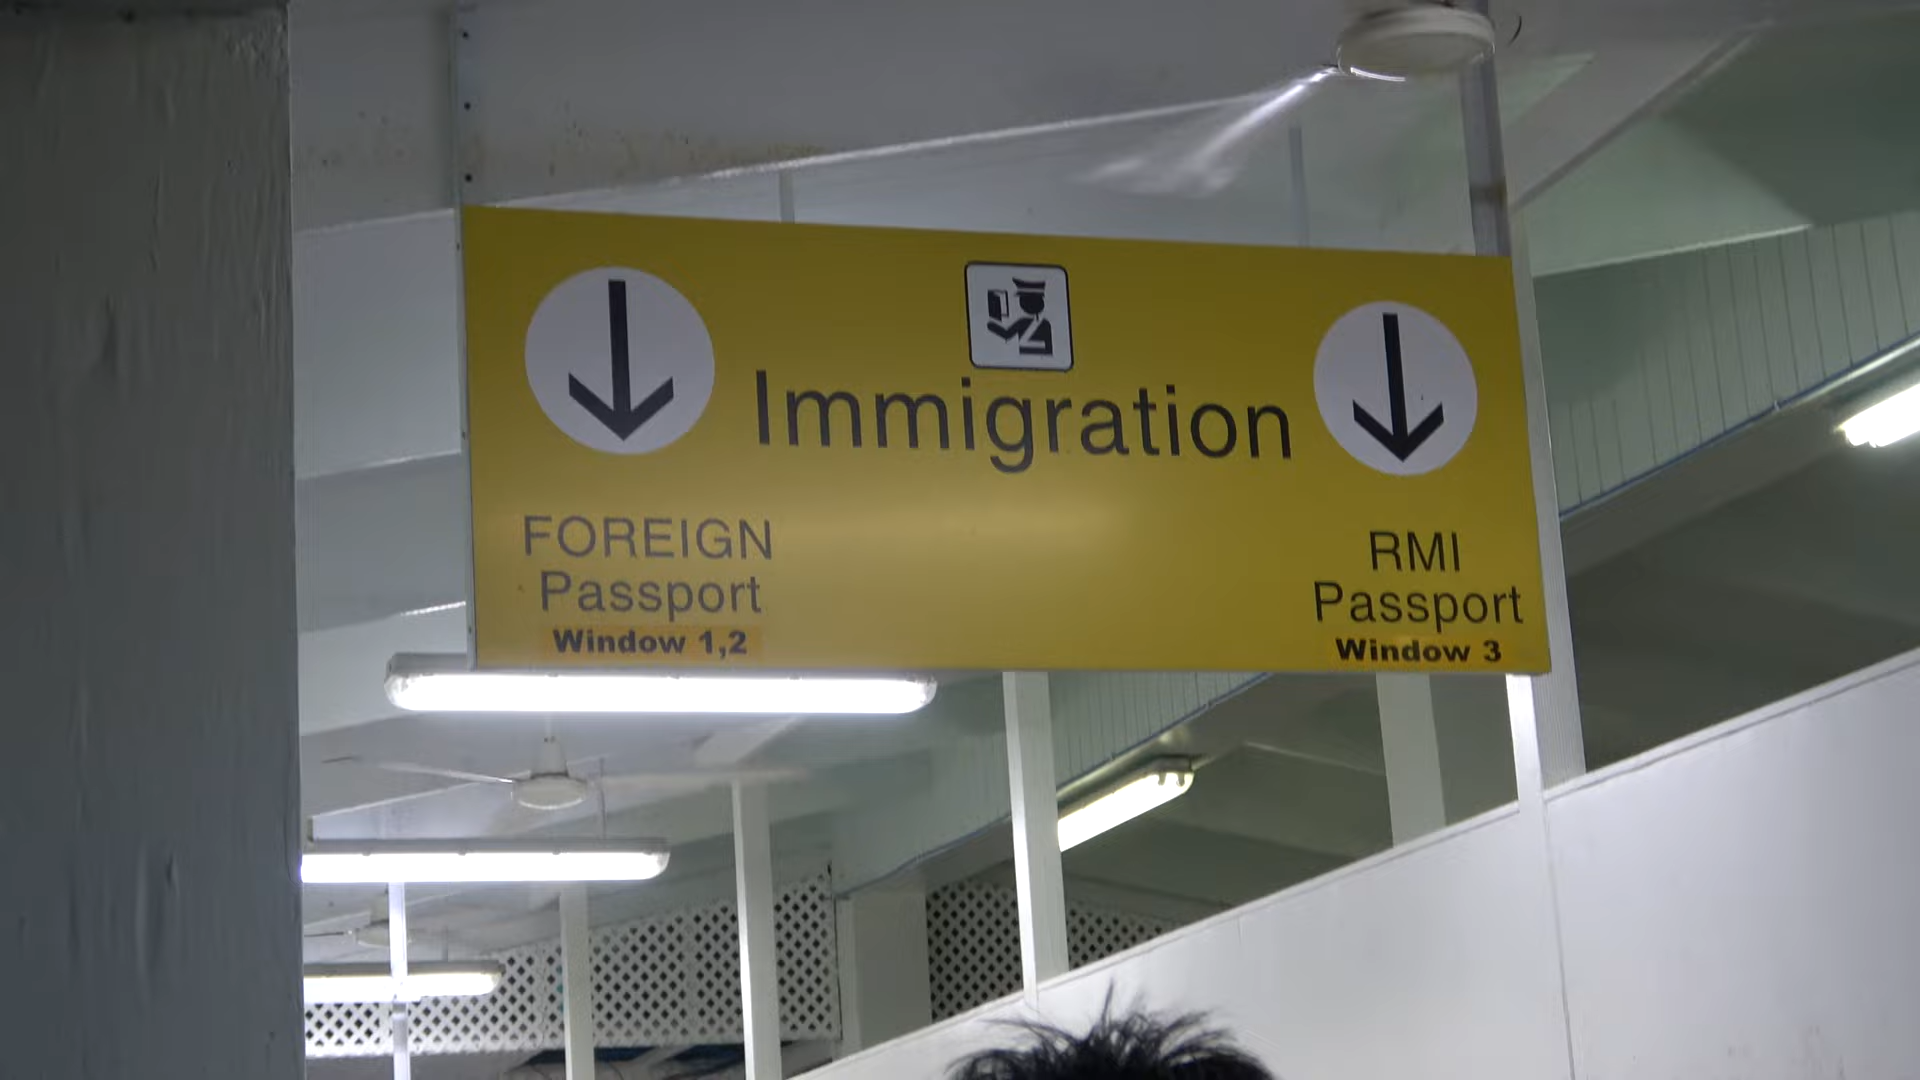 Immigration
FOREIGN
Passport
Window 1,2
RMI
Passport
Window 3